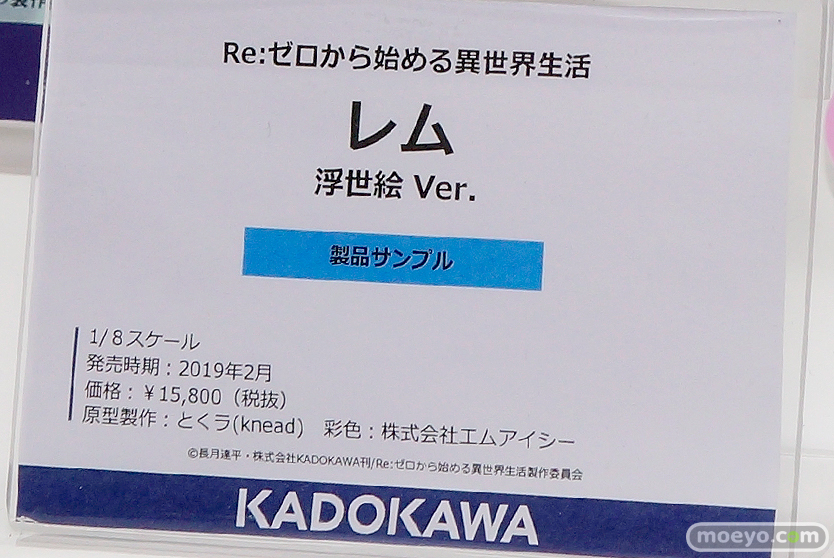 Re:ゼロから始める異世界生活
レム
浮世絵 Ver.
製品サンプル
1/8スケール
発売時期：2019年2月
価格：￥15,800（税抜）
原型製作：とくラ(knead)　彩色：株式会社エムアイシー
©長月達平・株式会社KADOKAWA刊/Re:ゼロから始める異世界生活製作委員会
KADOKAWA
moeyo.com